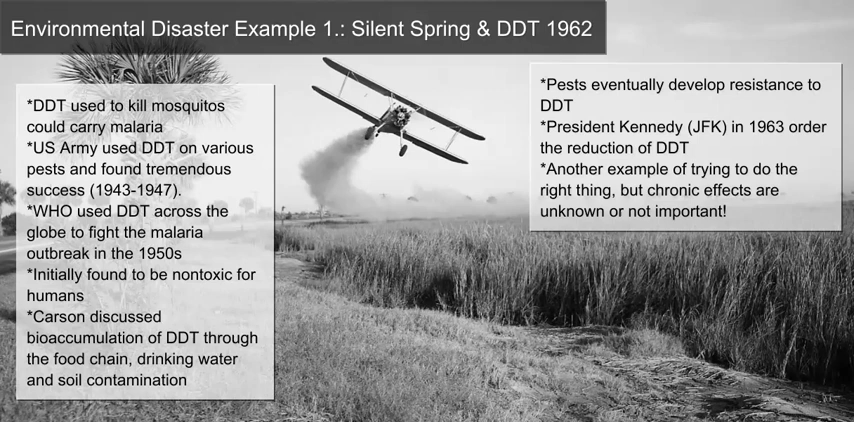 Environmental Disaster Example 1.: Silent Spring & DDT 1962
*DDT used to kill mosquitos
could carry malaria
*US Army used DDT on various
pests and found tremendous
success (1943-1947).
*WHO used DDT across the
globe to fight the malaria
outbreak in the 1950s
*Initially found to be nontoxic for
humans
*Carson discussed
bioaccumulation of DDT through
the food chain, drinking water
and soil contamination
*Pests eventually develop resistance to
DDT
*President Kennedy (JFK) in 1963 order
the reduction of DDT
*Another example of trying to do the
right thing, but chronic effects are
unknown or not important!